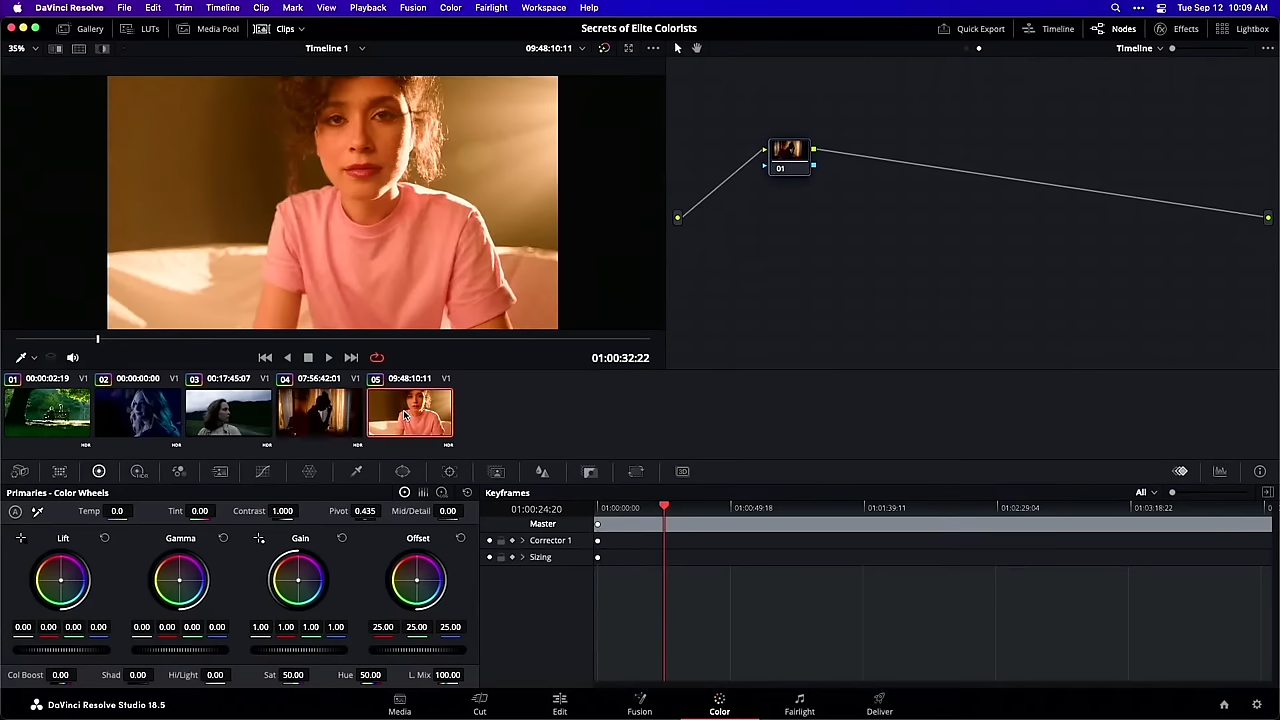 DaVinci Resolve File Edit Trim Timeline Clip Mark View Playback Fusion Color Fairlight Workspace Help Tue Sep 12 10:09 AM
Gallery LUTs Media Pool Clips Secrets of Elite Colorists Quick Export Timeline Nodes Effects Lightbox
35% Timeline 1 09:48:10:11 Timeline
01
01:00:32:22
01 00:00:02:19 V1 02 00:00:00:00 V1 03 00:17:45:07 V1 04 07:56:42:01 V1 05 09:48:10:11 V1
HDR HDR HDR HDR HDR
HDR 3D
Primaries - Color Wheels Keyframes All
Temp 0.0 Tint 0.00 Contrast 1.000 Pivot 0.435 Mid/Detail 0.00 01:00:24:20 01:00:00:00 01:00:49:18 01:01:39:11 01:02:29:04 01:03:18:22 0
Master
Lift Gamma Gain Offset Corrector 1
Sizing
0.00 0.00 0.00 0.00 0.00 0.00 0.00 0.00 1.00 1.00 1.00 1.00 25.00 25.00 25.00
Col Boost 0.00 Shad 0.00 Hi/Light 0.00 Sat 50.00 Hue 50.00 L. Mix 100.00
DaVinci Resolve Studio 18.5 Media Cut Edit Fusion Color Fairlight Deliver